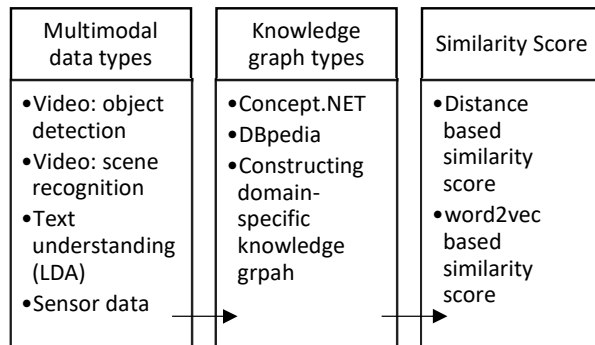 Multimodal
data types
•Video: object
detection
•Video: scene
recognition
•Text
understanding
(LDA)
•Sensor data
Knowledge
graph types
•Concept.NET
•DBpedia
•Constructing
domain-
specific
knowledge
grpah
Similarity Score
•Distance
based
similarity
score
•word2vec
based
similarity
score